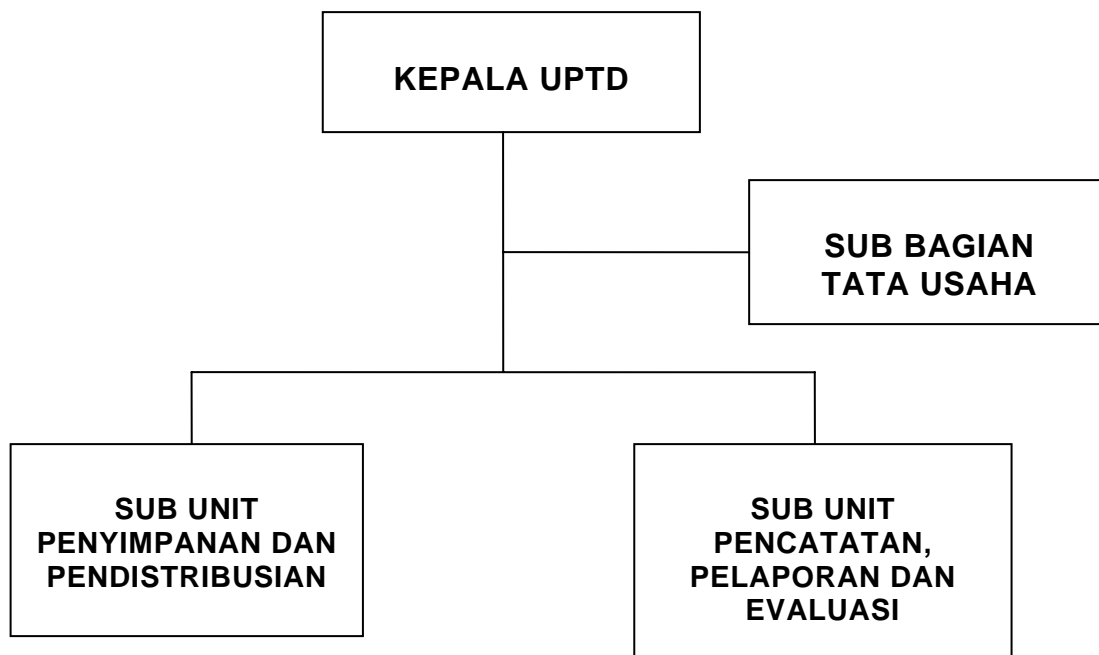 KEPALA UPTD
SUB BAGIAN
TATA USAHA
SUB UNIT
PENYIMPANAN DAN
PENDISTRIBUSIAN
SUB UNIT
PENCATATAN,
PELAPORAN DAN
EVALUASI